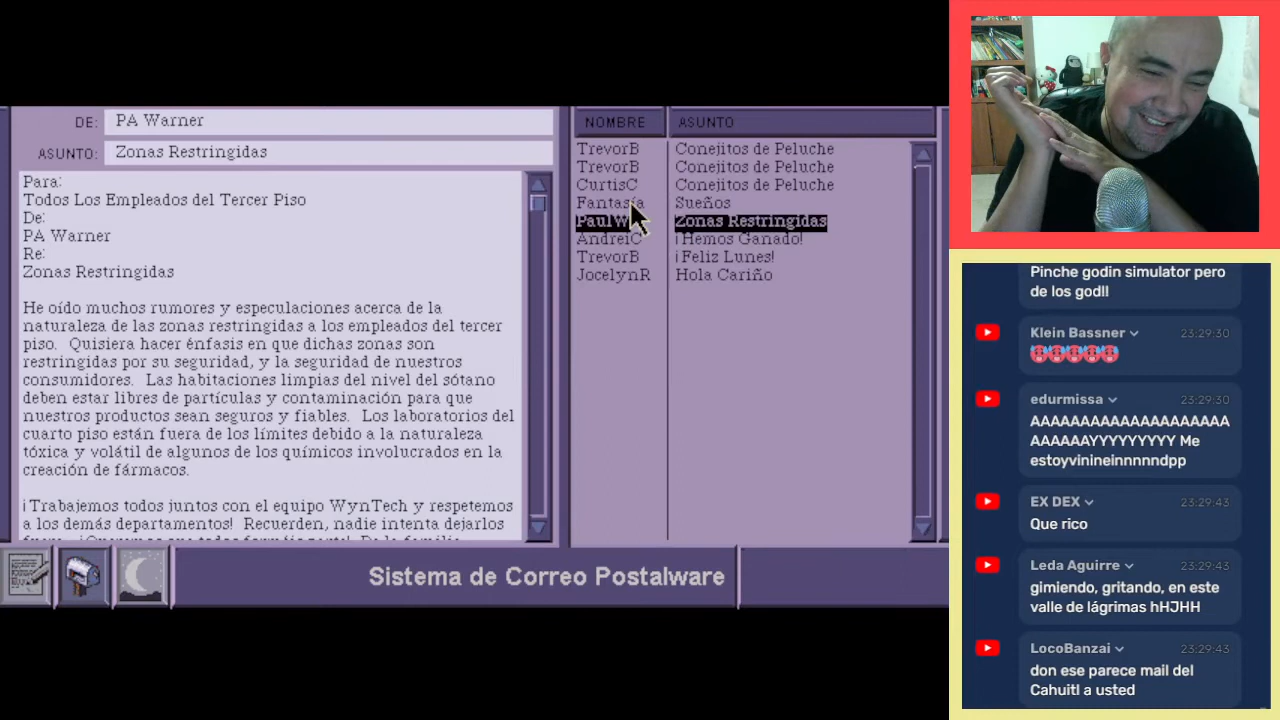 DE: PA Warner
ASUNTO: Zonas Restringidas
Para:
Todos Los Empleados del Tercer Piso
De:
PA Warner
Re:
Zonas Restringidas
He oído muchos rumores y especulaciones acerca de la
naturaleza de las zonas restringidas a los empleados del tercer
piso. Quisiera hacer énfasis en que dichas zonas son
restringidas por su seguridad, y la seguridad de nuestros
consumidores. Las habitaciones limpias del nivel del sótano
deben estar libres de partículas y contaminación para que
nuestros productos sean seguros y fiables. Los laboratorios del
cuarto piso están fuera de los límites debido a la naturaleza
tóxica y volátil de algunos de los químicos involucrados en la
creación de fármacos.
¡Trabajemos todos juntos con el equipo WynTech y respetemos
a los demás departamentos! Recuerden, nadie intenta dejarlos
NOMBRE ASUNTO
TrevorB Conejitos de Peluche
TrevorB Conejitos de Peluche
CurtisC Conejitos de Peluche
Fantasía Sueños
PaulW Zonas Restringidas
AndreiC ¡Hemos Ganado!
TrevorB ¡Feliz Lunes!
JocelynR Hola Cariño
Sistema de Correo Postalware
Pinche godin simulator pero
de los god!!
Klein Bassner 23:29:30
edurmissa 23:29:30
AAAAAAAAAAAAAAAAAAA
AAAAAAYYYYYYYYY Me
estoyvinineinnnnndpp
EX DEX 23:29:43
Que rico
Leda Aguirre 23:29:43
gimiendo, gritando, en este
valle de lágrimas hHJHH
LocoBanzai 23:29:43
don ese parece mail del
Cahuitl a usted